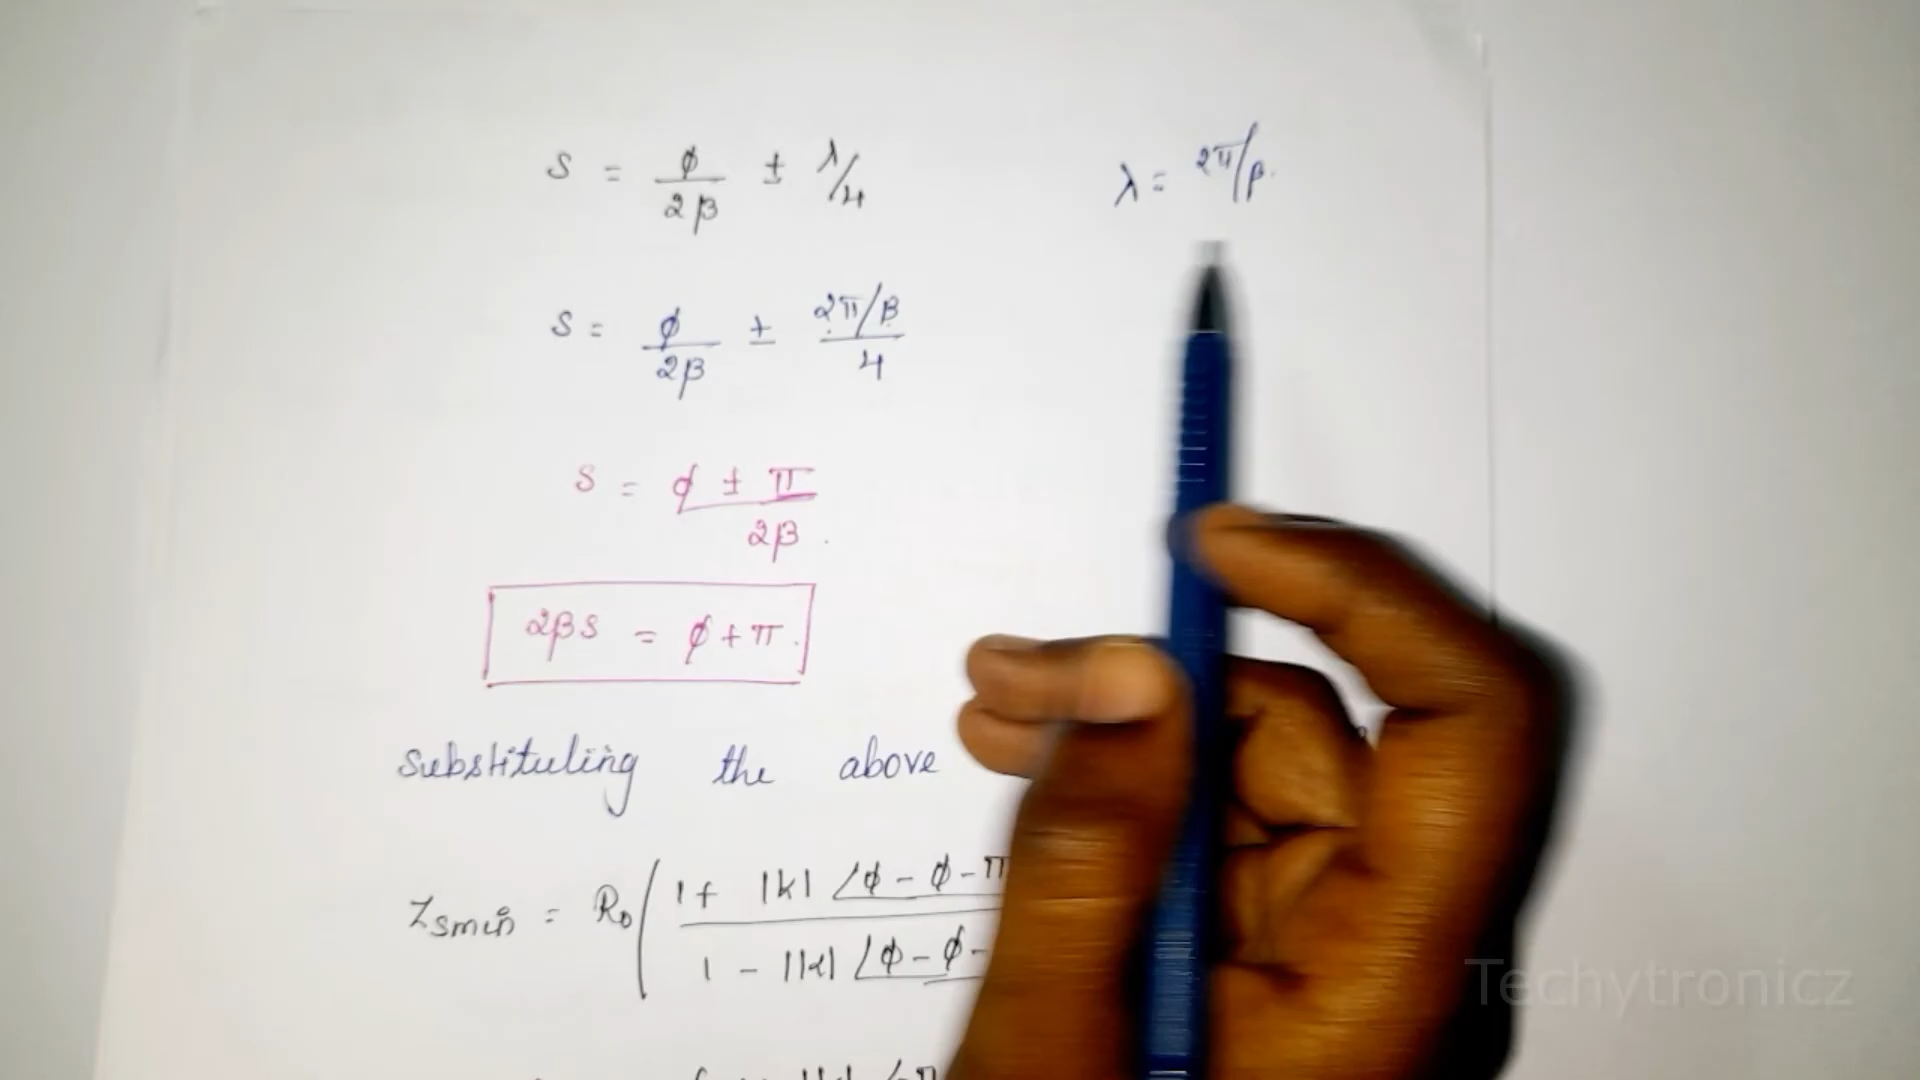 s = ϕ/2β ± λ/4
λ = 2π/β.
s = ϕ/2β ± 2π/β/4
s = ϕ ± π/2β.
2βs = ϕ + π.
substituting the above
Zsmin = R0 ( 1 + |k| ∠ϕ - ϕ - π / 1 - |k| ∠ϕ - ϕ -
Techytronicz